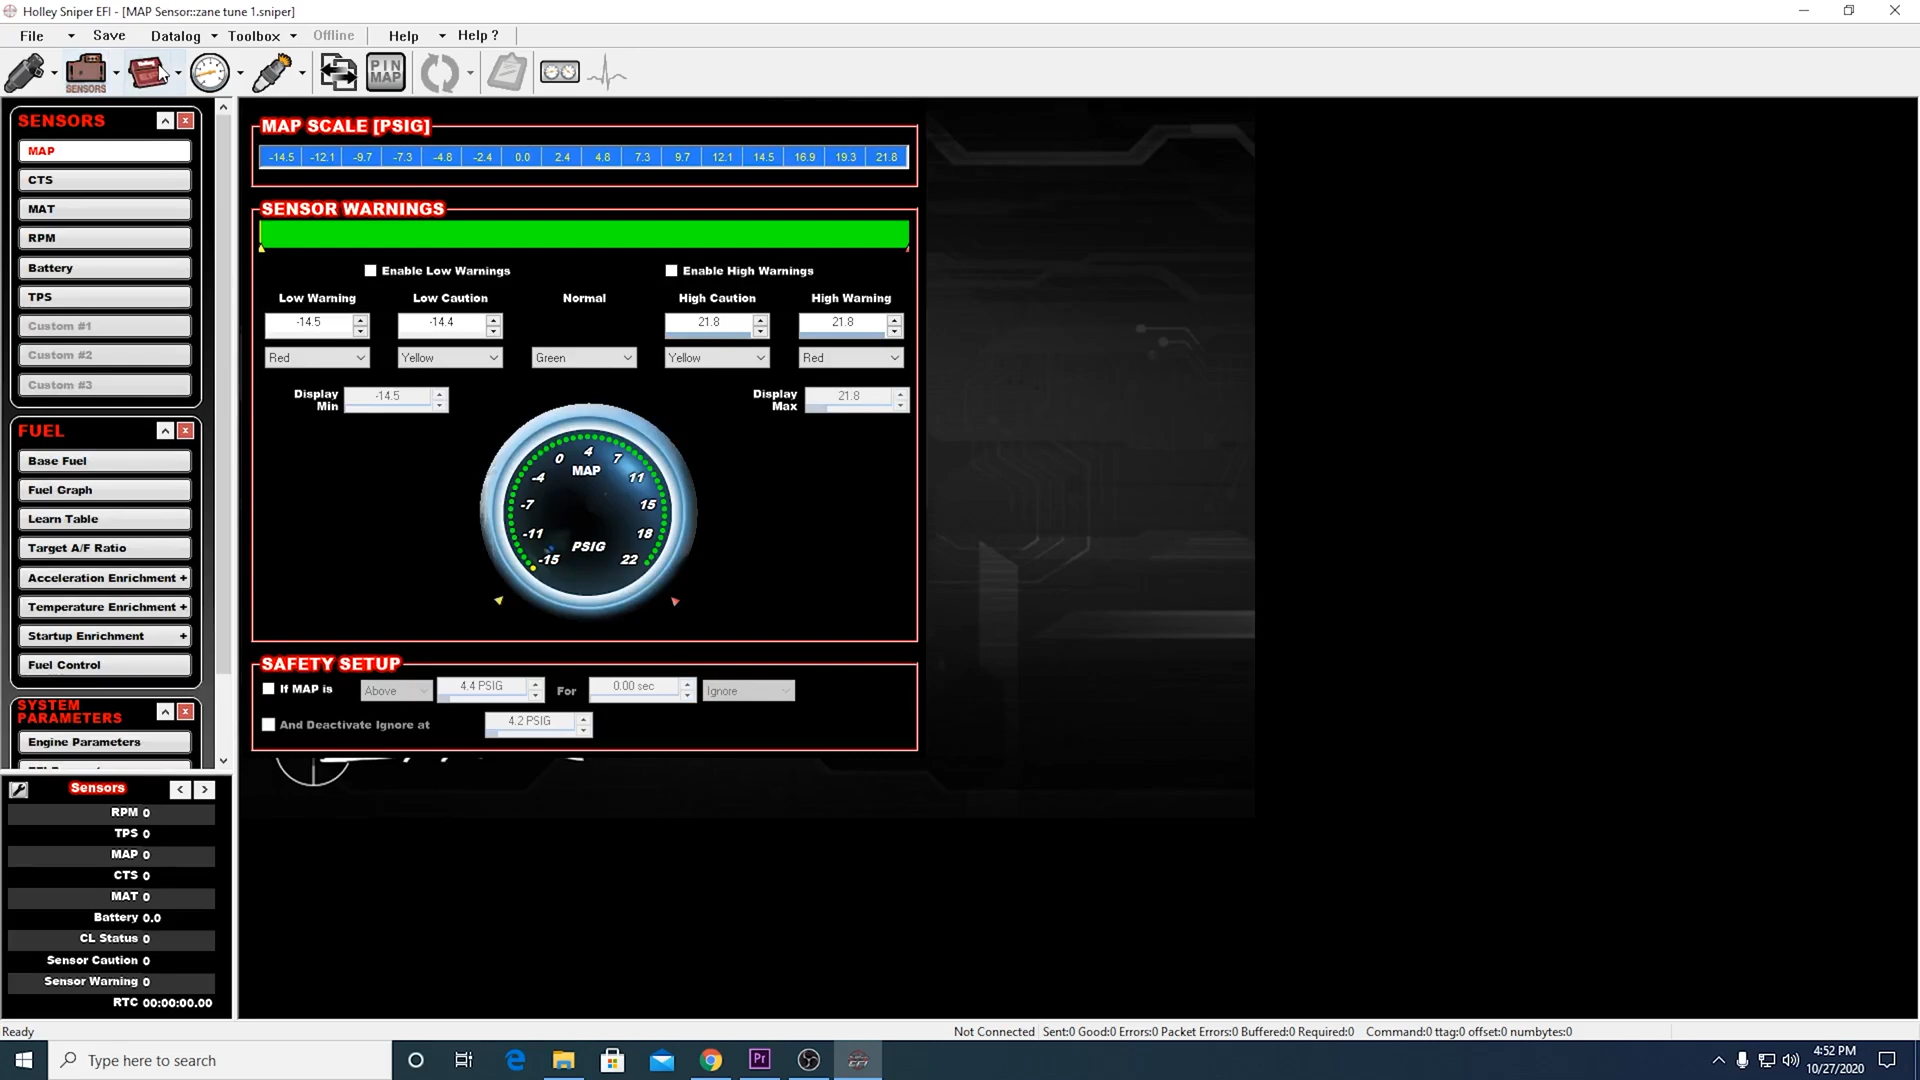 Holley Sniper EFI - [MAP Sensor::zane tune 1.sniper]
File Save Datalog Toolbox Offline Help Help ?
SENSORS PIN MAP
SENSORS
MAP
CTS
MAT
RPM
Battery
TPS
Custom #1
Custom #2
Custom #3
FUEL
Base Fuel
Fuel Graph
Learn Table
Target A/F Ratio
Acceleration Enrichment +
Temperature Enrichment +
Startup Enrichment +
Fuel Control
SYSTEM PARAMETERS
Engine Parameters
Sensors < >
RPM 0
TPS 0
MAP 0
CTS 0
MAT 0
Battery 0.0
CL Status 0
Sensor Caution 0
Sensor Warning 0
RTC 00:00:00.00
MAP SCALE [PSIG]
-14.5 -12.1 -9.7 -7.3 -4.8 -2.4 0.0 2.4 4.8 7.3 9.7 12.1 14.5 16.9 19.3 21.8
SENSOR WARNINGS
Enable Low Warnings Enable High Warnings
Low Warning Low Caution Normal High Caution High Warning
-14.5 -14.4 21.8 21.8
Red Yellow Green Yellow Red
Display Min -14.5 Display Max 21.8
-15 -11 -7 -4 0 4 7 11 15 18 22
MAP
PSIG
SAFETY SETUP
If MAP is Above 4.4 PSIG For 0.00 sec Ignore
And Deactivate Ignore at 4.2 PSIG
Ready Not Connected Sent:0 Good:0 Errors:0 Packet Errors:0 Buffered:0 Required:0 Command:0 ttag:0 offset:0 numbytes:0
Type here to search
Pr
EFI
4:52 PM
10/27/2020